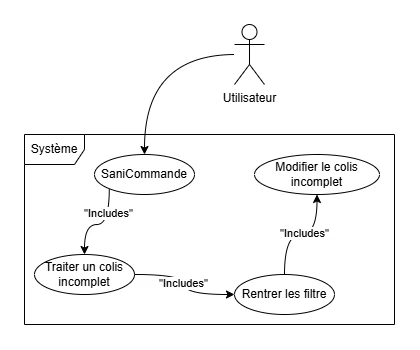 Utilisateur
Système
SaniCommande
Modifier le colis
incomplet
"Includes"
"Includes"
Traiter un colis
incomplet
"Includes"
Rentrer les filtre